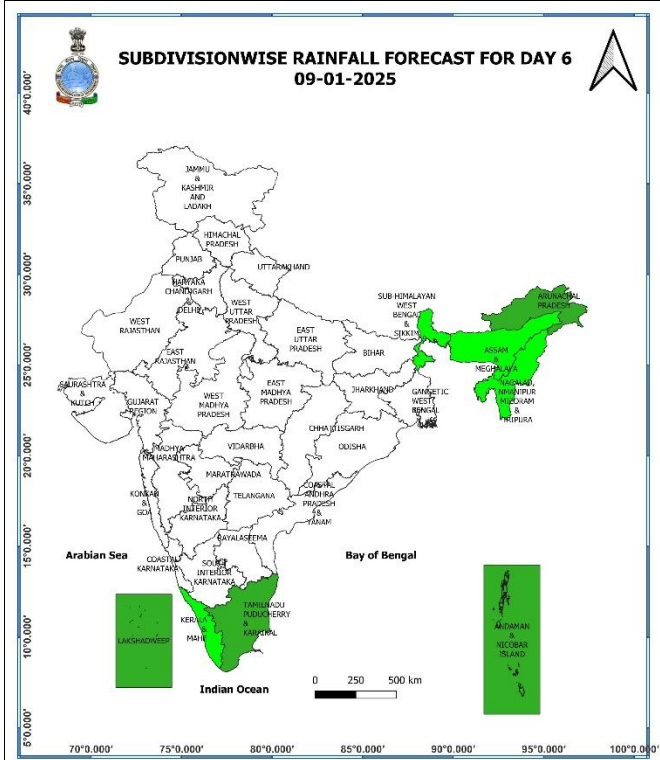 SUBDIVISIONWISE RAINFALL FORECAST FOR DAY 6
09-01-2025
40°0.000'
35°0.000'
30°0.000'
25°0.000'
20°0.000'
15°0.000'
10°0.000'
5°0.000'
JAMMU
&
KASHMIR
AND
LADAKH
HIMACHAL
PRADESH
PUNJAB
UTTARAKHAND
HARYANA
CHANDIGARH
&
DELHI
WEST
RAJASTHAN
WEST
UTTAR
PRADESH
EAST
UTTAR
PRADESH
SUB HIMALAYAN
WEST
BENGAL
&
SIKKIM
ARUNACHAL
PRADESH
EAST
RAJASTHAN
BIHAR
ASSAM
&
MEGHALAYA
NAGALAD,
NMANIPUR
MIZORAM
&
TRIPURA
SAURASHTRA
&
KUTCH
GUJARAT
REGION
WEST
MADHYA
PRADESH
EAST
MADHYA
PRADESH
JHARKHAND
GANGETIC
WEST
BENGAL
CHHATTISGARH
ODISHA
MADHYA
MAHARASHTRA
VIDARBHA
MARATHWADA
KONKAN
&
GOA
NORTH
INTERIOR
KARNATAKA
TELANGANA
COASTAL
ANDHRA
PRADESH
&
YANAM
RAYALASEEMA
Arabian Sea
Bay of Bengal
COASTAL
KARNATAKA
SOUTH
INTERIOR
KARNATAKA
LAKSHADWEEP
KERALA
&
MAHE
TAMILNADU
PUDUCHERRY
&
KARAIKAL
ANDAMAN
&
NICOBAR
ISLAND
Indian Ocean
0 250 500 km
70°0.000' 75°0.000' 80°0.000' 85°0.000' 90°0.000' 95°0.000' 100°0.000'